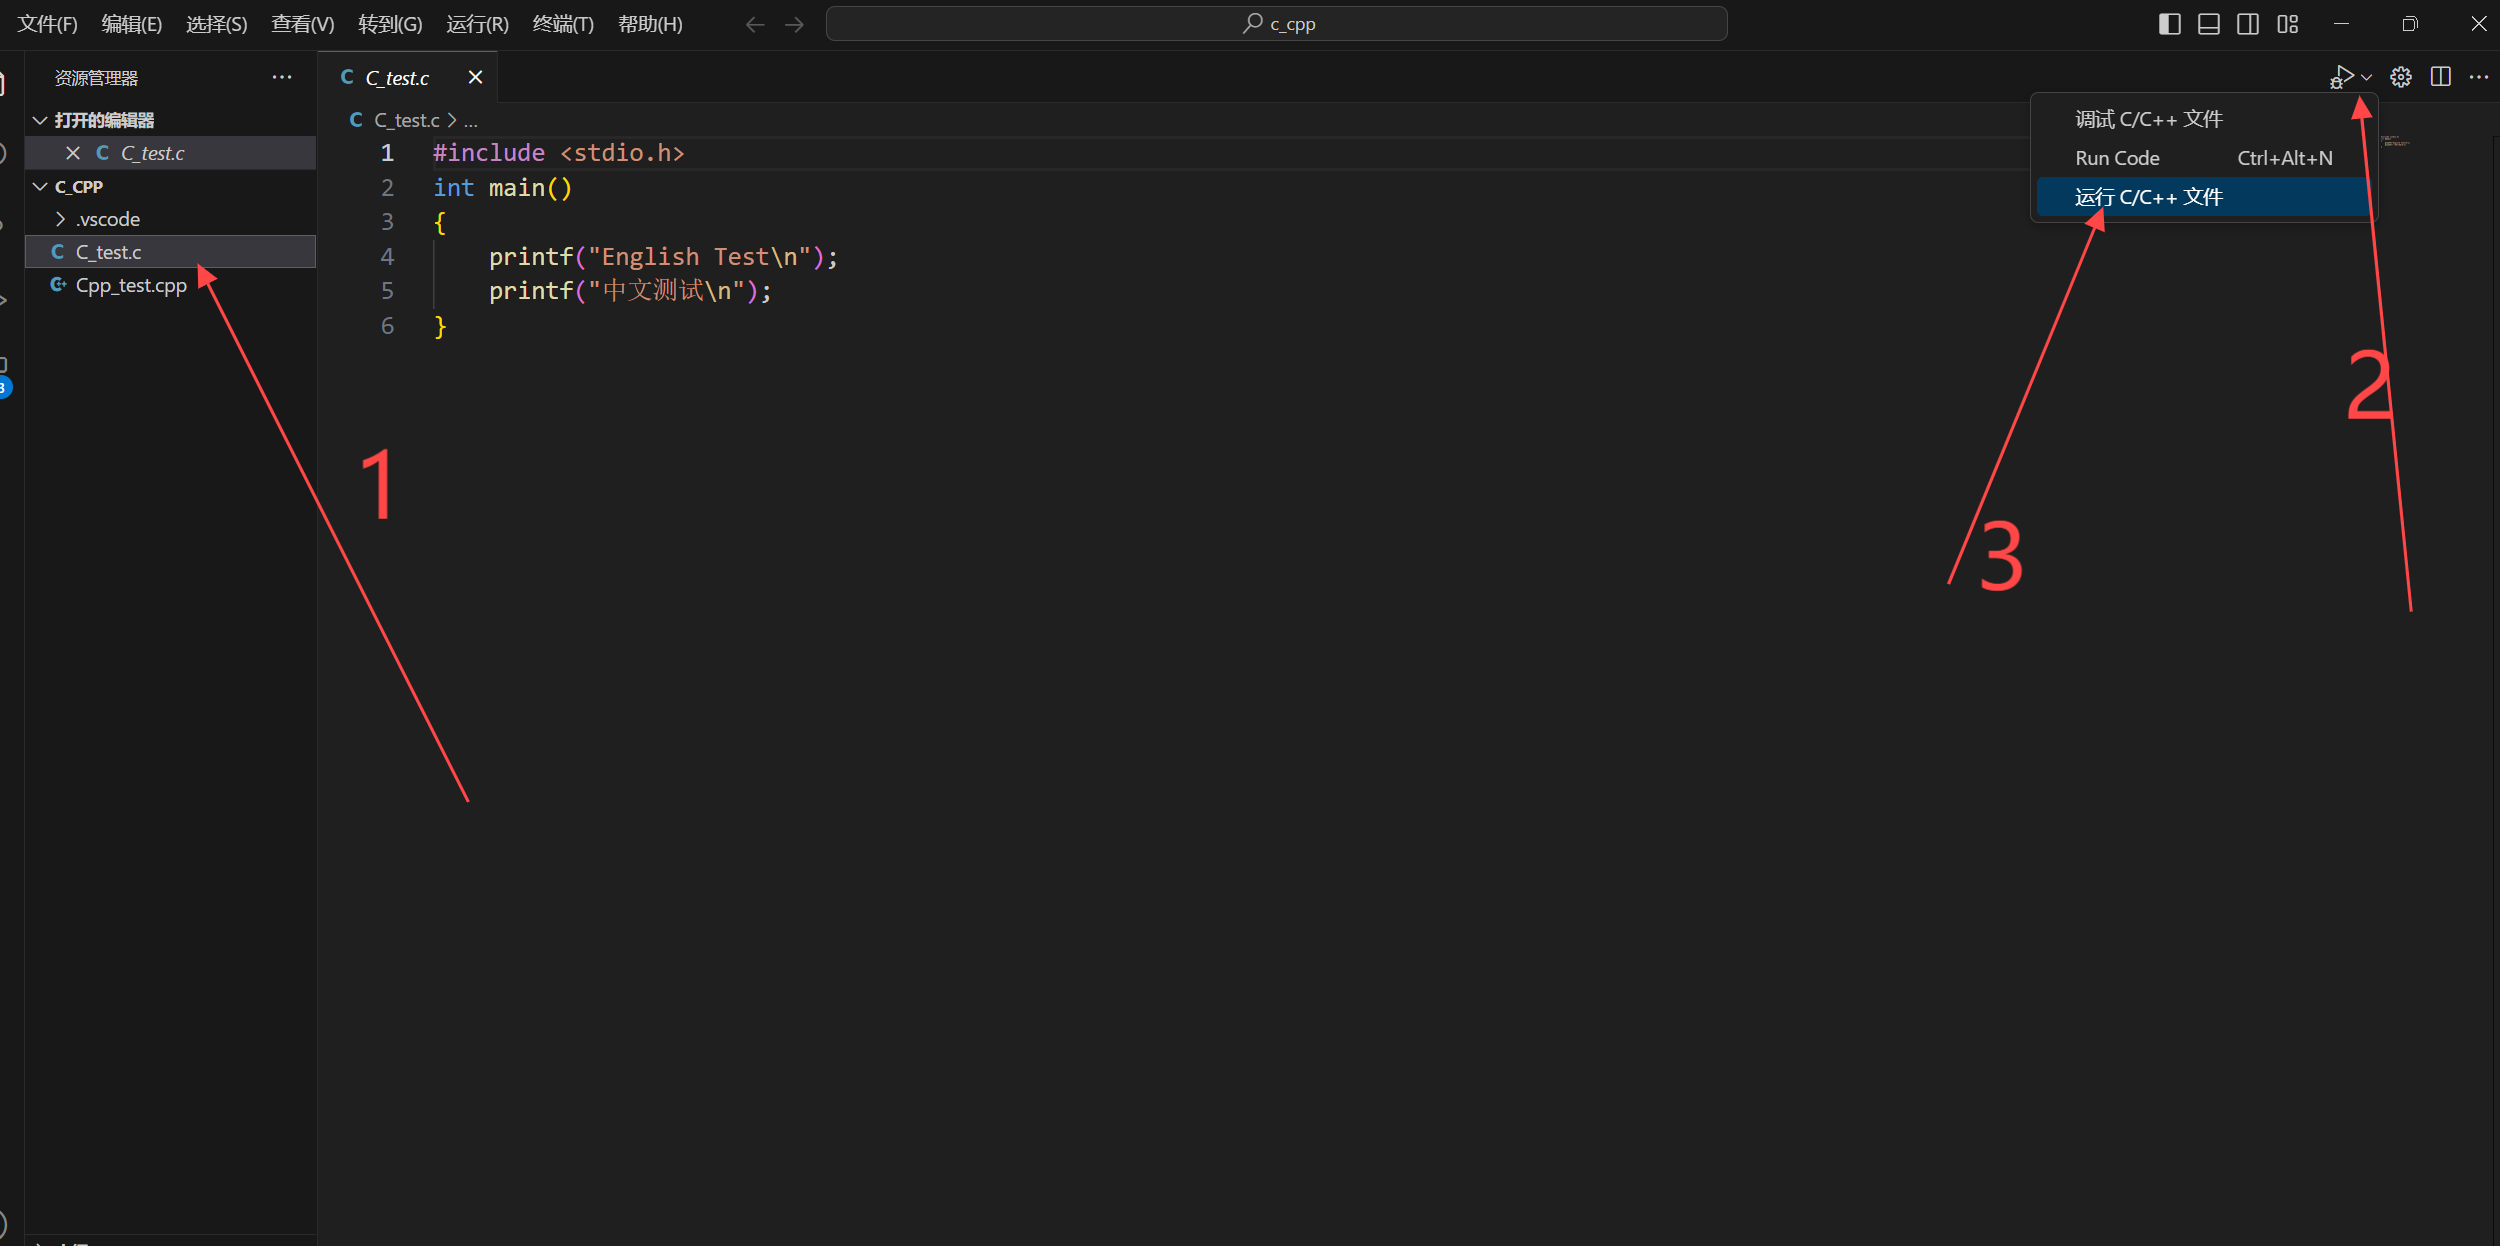 文件(F) 编辑(E) 选择(S) 查看(V) 转到(G) 运行(R) 终端(T) 帮助(H)
c_cpp
资源管理器 ...
打开的编辑器
C C_test.c
C_CPP
.vscode
C C_test.c
C+ Cpp_test.cpp
3
C C_test.c
C C_test.c > ...
1 #include <stdio.h>
2 int main()
3 {
4 printf("English Test\n");
5 printf("中文测试\n");
6 }
调试 C/C++ 文件
Run Code Ctrl+Alt+N
运行 C/C++ 文件
1
2
3